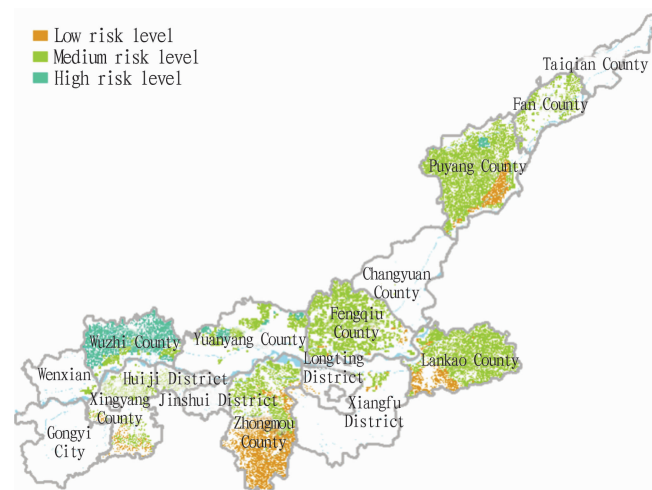 Low risk level
Medium risk level
High risk level
Taiqian County
Fan County
Puyang County
Changyuan
County
Fengqiu
County
Wuzhi County
Yuanyang County
Longting
District
Lankao County
Wenxian
Huiji District
Xingyang
County
Jinshui District
Xiangfu
District
Zhongmou
County
Gongyi
City